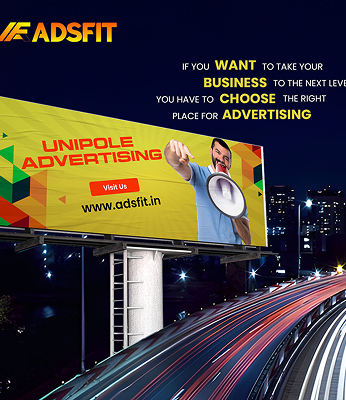 ADSFIT
IF YOU WANT TO TAKE YOUR
BUSINESS TO THE NEXT LEVE
YOU HAVE TO CHOOSE THE RIGHT
PLACE FOR ADVERTISING
UNIPOLE
ADVERTISING
Visit Us
www.adsfit.in